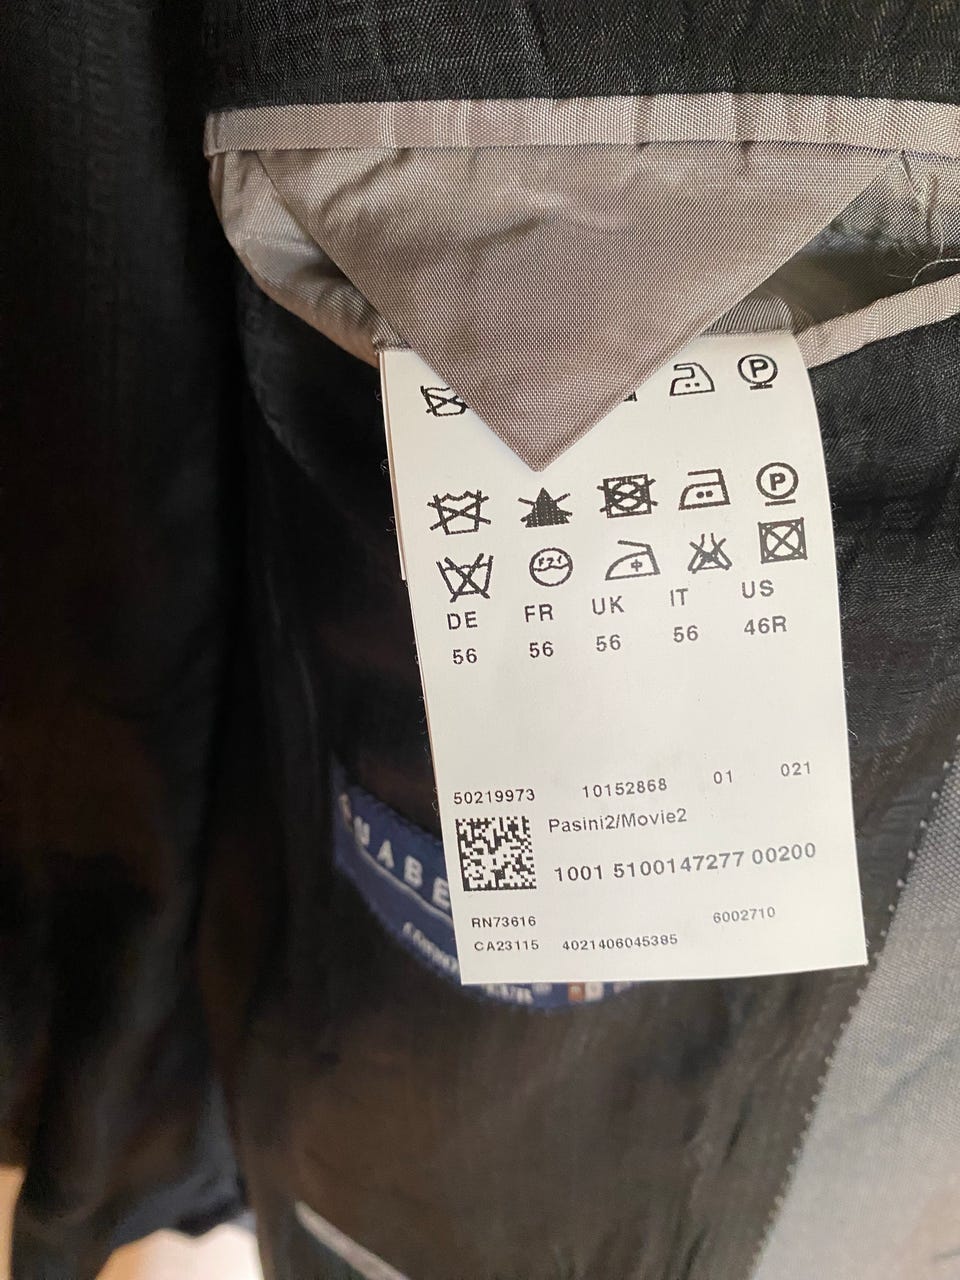 P
P
DE FR UK IT US
56 56 56 56 46R
50219973 10152868 01 021
Pasini2/Movie2
1001 5100147277 00200
RN73616 6002710
CA23115 4021406045385
UABE